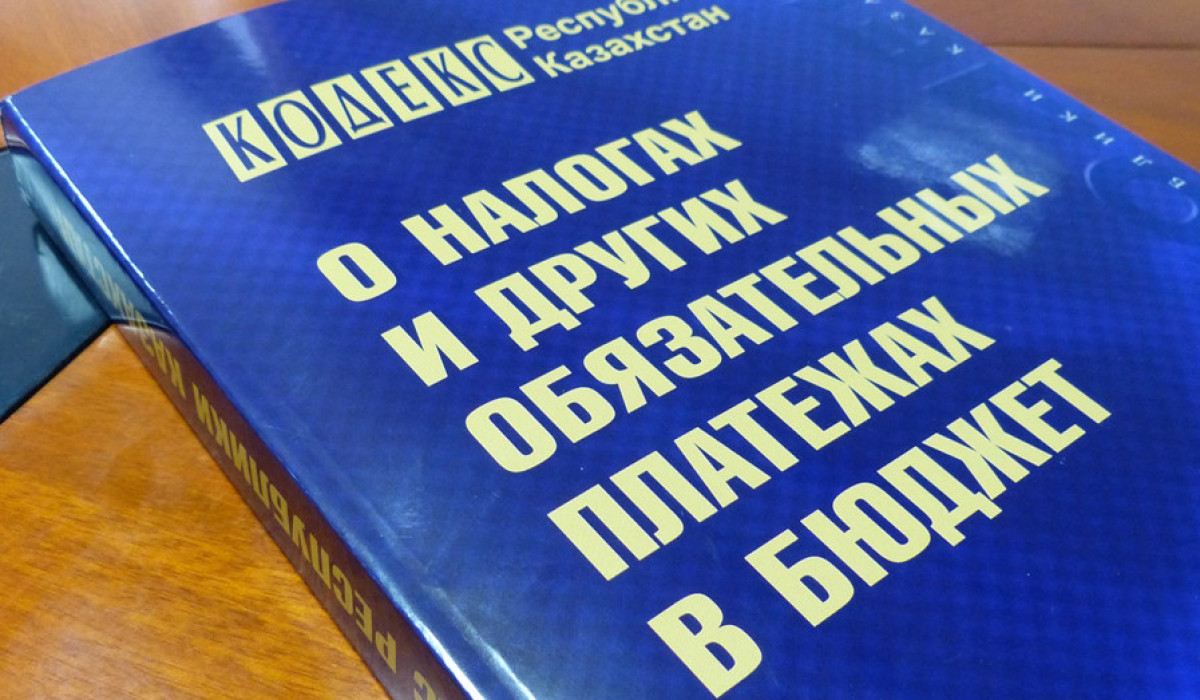 КОДЕКС
Казахстан
О НАЛОГАХ
И ДРУГИХ
ОБЯЗАТЕЛЬНЫХ
ПЛАТЕЖАХ
В БЮДЖЕТ
РЕСПУБЛИКИ